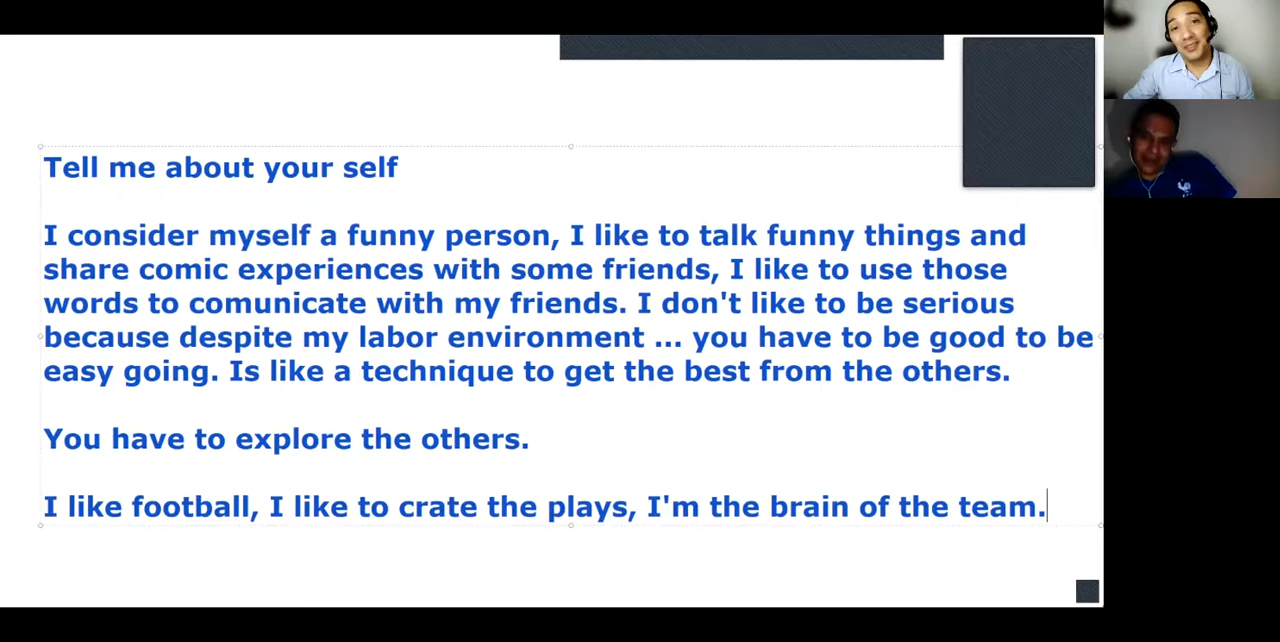 Tell me about your self
I consider myself a funny person, I like to talk funny things and
share comic experiences with some friends, I like to use those
words to comunicate with my friends. I don't like to be serious
because despite my labor environment ... you have to be good to be
easy going. Is like a technique to get the best from the others.
You have to explore the others.
I like football, I like to crate the plays, I'm the brain of the team.